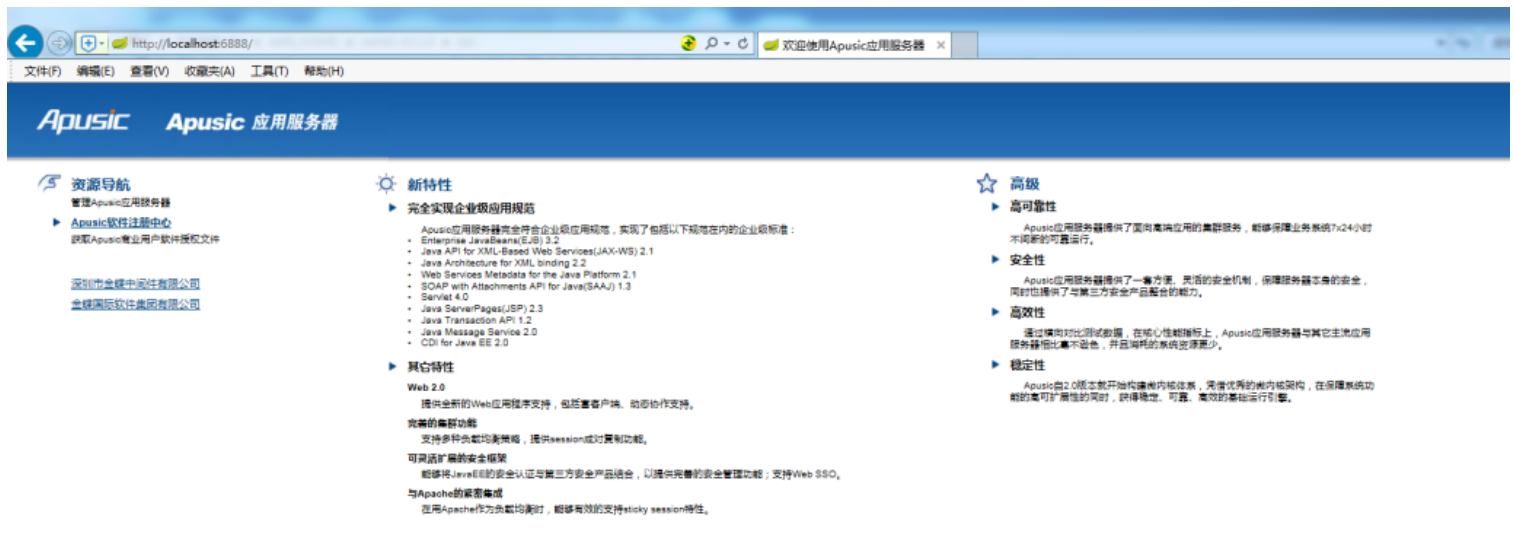 http://localhost:6888/
欢迎使用Apusic应用服务器
文件(F) 编辑(E) 查看(V) 收藏夹(A) 工具(T) 帮助(H)
Apusic Apusic 应用服务器
资源导航
管理Apusic应用服务器
Apusic软件注册中心
获取Apusic商业用户软件授权文件
深圳市金蝶中间件有限公司
金蝶国际软件集团有限公司
新特性
完全实现企业级应用规范
Apusic应用服务器完全符合企业级应用规范，实现了包括以下规范在内的企业级标准：
• Enterprise JavaBeans(EJB) 3.2
• Java API for XML-Based Web Services(JAX-WS) 2.1
• Java Architecture for XML binding 2.2
• Web Services Metadata for the Java Platform 2.1
• SOAP with Attachments API for Java(SAAJ) 1.3
• Servlet 4.0
• Java ServerPages(JSP) 2.3
• Java Transaction API 1.2
• Java Message Service 2.0
• CDI for Java EE 2.0
其它特性
Web 2.0
提供全新的Web应用程序支持，包括富客户端、动态协作支持。
完善的集群功能
支持多种负载均衡策略，提供session成对复制功能。
可灵活扩展的安全框架
能够将JavaEE的安全认证与第三方安全产品结合，以提供完善的安全管理功能；支持Web SSO。
与Apache的紧密集成
在用Apache作为负载均衡时，能够有效的支持sticky session特性。
高级
高可靠性
Apusic应用服务器提供了面向高端应用的集群服务，能够保障业务系统7x24小时
不间断的可靠运行。
安全性
Apusic应用服务器提供了一套方便、灵活的安全机制，保障服务器本身的安全，
同时也提供了与第三方安全产品整合的能力。
高效性
通过横向对比测试数据，在核心性能指标上，Apusic应用服务器与其它主流应用
服务器相比毫不逊色，并且消耗的系统资源更少。
稳定性
Apusic自2.0版本就开始构建微内核体系，凭借优秀的微内核架构，在保障系统功
能的高可扩展性的同时，获得稳定、可靠、高效的基础运行引擎。